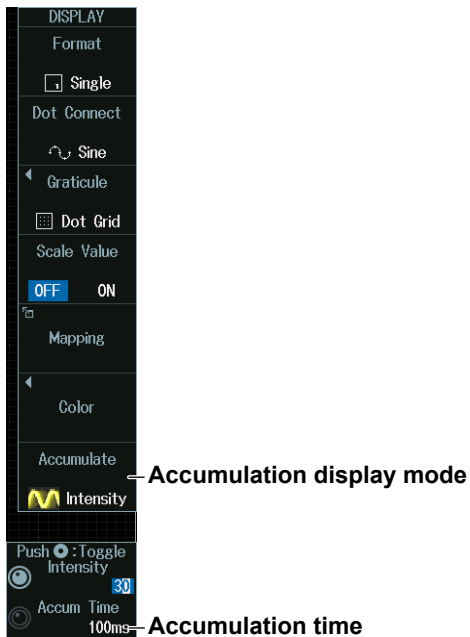 DISPLAY
Format
1 Single
Dot Connect
Sine
Graticule
Dot Grid
Scale Value
OFF ON
Mapping
Color
Accumulate
Accumulation display mode
Intensity
Push :Toggle
Intensity
30
Accum Time
100ms
Accumulation time